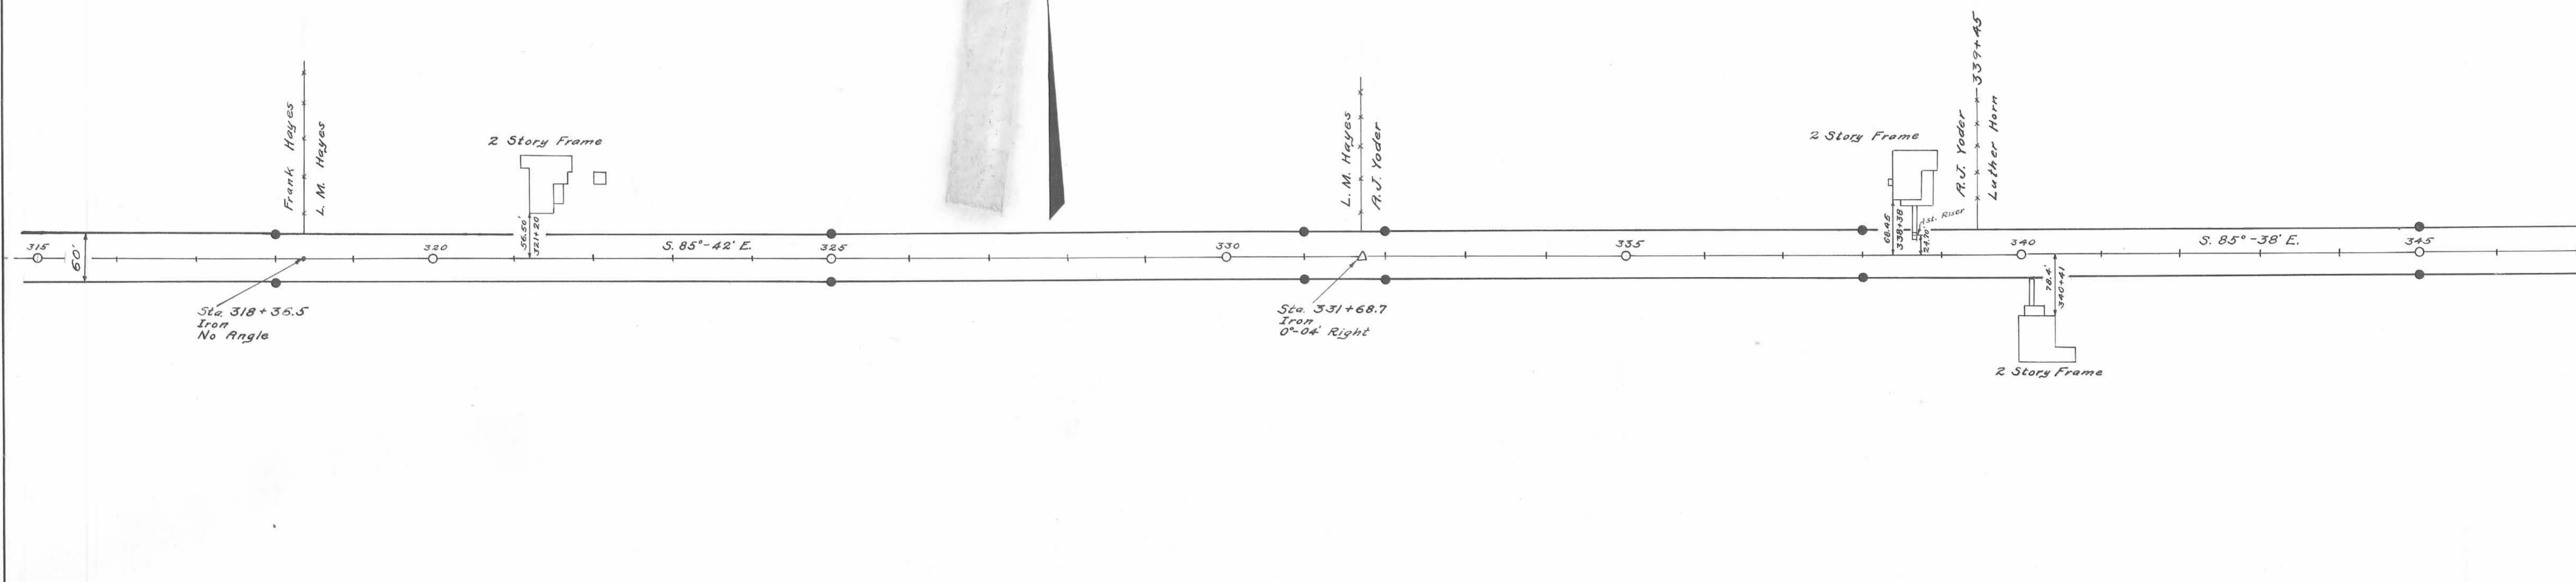 Frank Hayes
L. M. Hayes
2 Story Frame
L. M. Hayes
R. J. Yoder
2 Story Frame
R. J. Yoder
339+45
Luther Horn
315
60'
320
56.50'
321+20
S. 85°-42' E.
325
330
335
68.45
338+38
1st. Riser
24.70'
340
S. 85°-38' E.
345
Sta. 318+36.5
Iron
No Angle
Sta. 331+68.7
Iron
0°-04' Right
78.4'
340+41
2 Story Frame